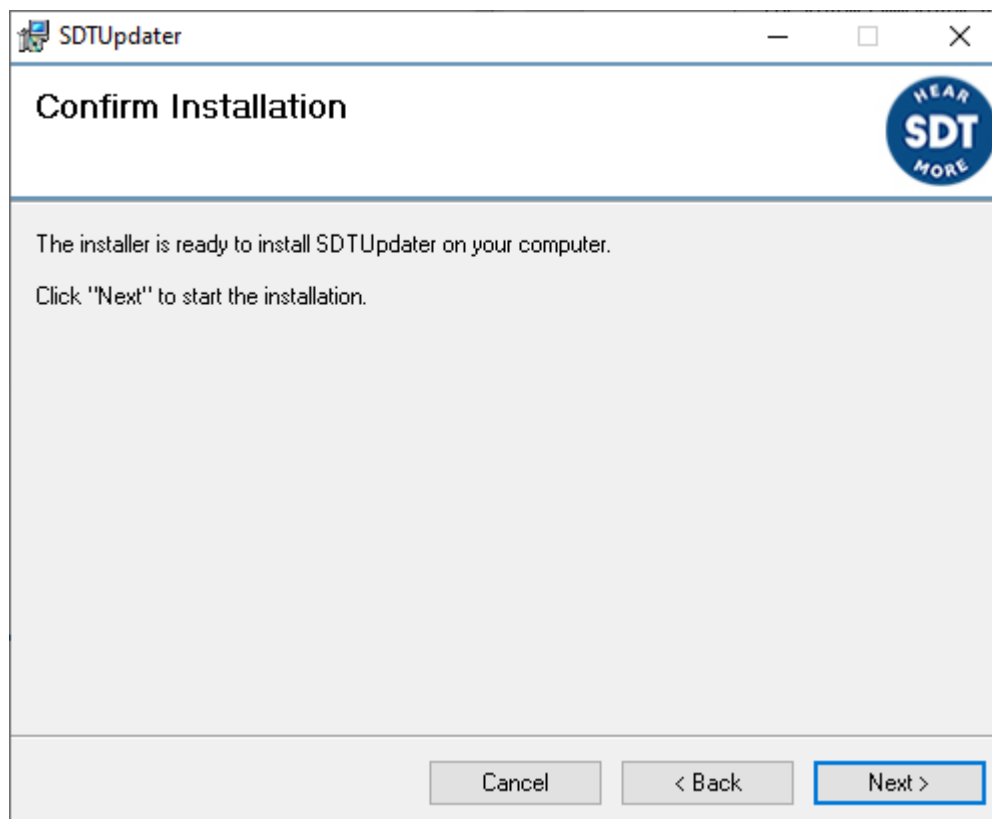 SDTUpdater
Confirm Installation
HEAR
SDT
MORE
The installer is ready to install SDTUpdater on your computer.
Click "Next" to start the installation.
Cancel
< Back
Next >